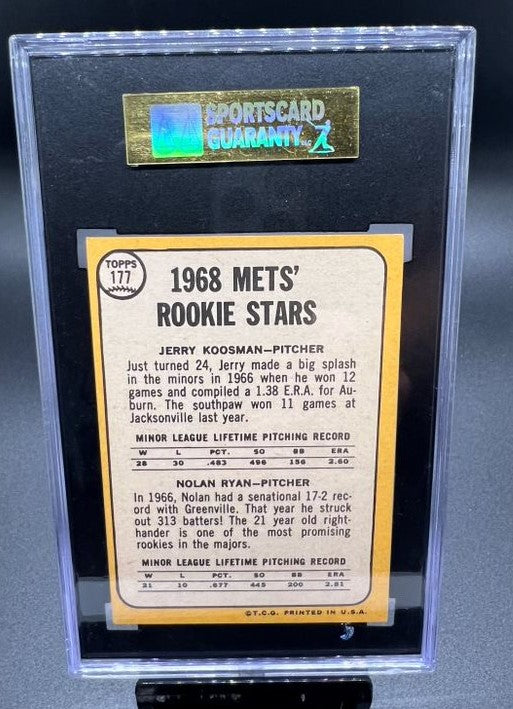 SPORTSCARD
GUARANTY
TOPPS
177
1968 METS'
ROOKIE STARS
JERRY KOOSMAN—PITCHER
Just turned 24, Jerry made a big splash
in the minors in 1966 when he won 12
games and compiled a 1.38 E.R.A. for Au-
burn. The southpaw won 11 games at
Jacksonville last year.
MINOR LEAGUE LIFETIME PITCHING RECORD
W L PCT. SO BB ERA
28 30 .483 496 156 2.60
NOLAN RYAN—PITCHER
In 1966, Nolan had a senational 17-2 rec-
ord with Greenville. That year he struck
out 313 batters! The 21 year old right-
hander is one of the most promising
rookies in the majors.
MINOR LEAGUE LIFETIME PITCHING RECORD
W L PCT. SO BB ERA
21 10 .677 445 200 2.81
©T.C.G. PRINTED IN U.S.A.